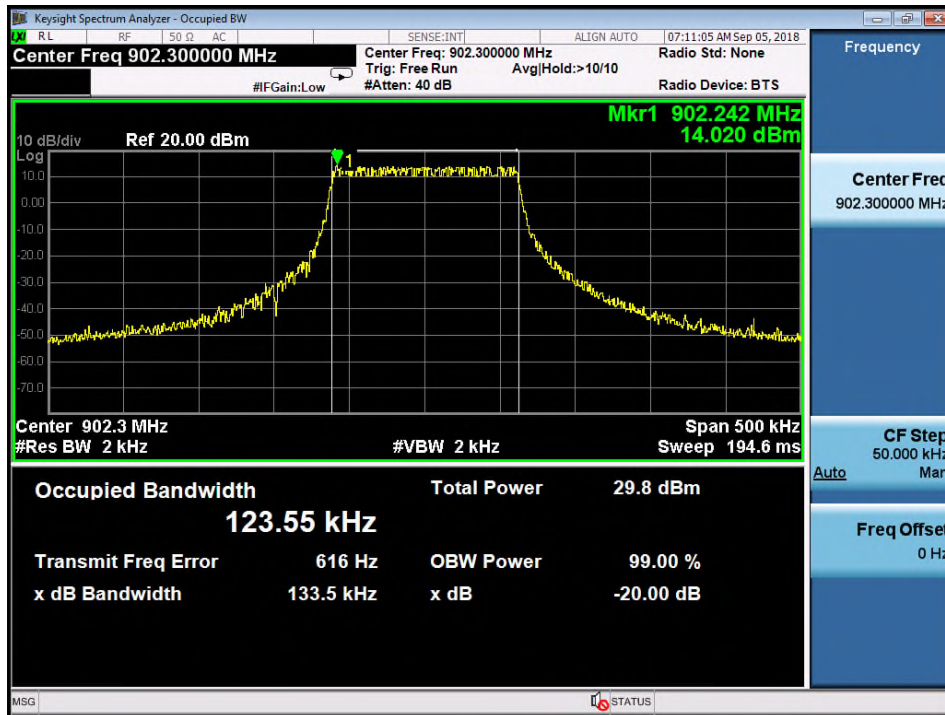 Keysight Spectrum Analyzer - Occupied BW
LXI RL RF 50 Ω AC SENSE:INT ALIGN AUTO 07:11:05 AM Sep 05, 2018
Center Freq 902.300000 MHz
Center Freq: 902.300000 MHz Radio Std: None
Trig: Free Run Avg|Hold:>10/10
#IFGain:Low #Atten: 40 dB Radio Device: BTS
Mkr1 902.242 MHz
14.020 dBm
10 dB/div Ref 20.00 dBm
Log
1
10.0
0.00
-10.0
-20.0
-30.0
-40.0
-50.0
-60.0
-70.0
Center 902.3 MHz Span 500 kHz
#Res BW 2 kHz #VBW 2 kHz Sweep 194.6 ms
Occupied Bandwidth Total Power 29.8 dBm
123.55 kHz
Transmit Freq Error 616 Hz OBW Power 99.00 %
x dB Bandwidth 133.5 kHz x dB -20.00 dB
MSG STATUS
Frequency
Center Freq
902.300000 MHz
CF Step
50.000 kHz
Auto Man
Freq Offset
0 Hz